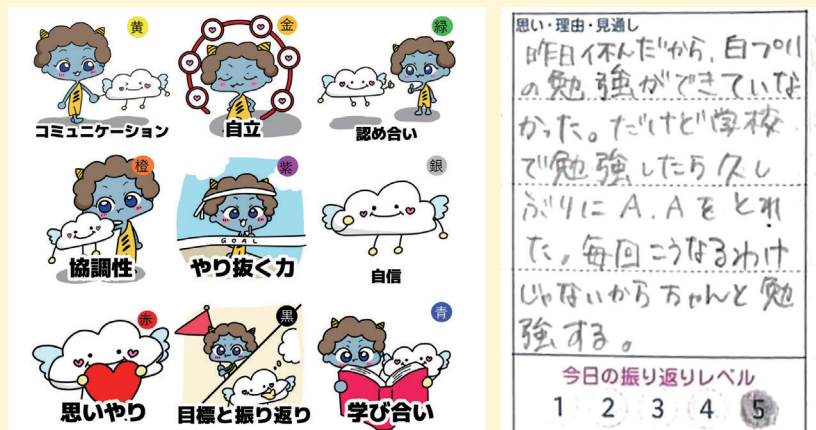 黄
コミュニケーション
金
自立
緑
認め合い
橙
協調性
紫
GOAL
やり抜く力
銀
自信
赤
思いやり
黒
目標と振り返り
青
学び合い
思い・理由・見通し
昨日休んだから、自プリ
の勉強ができていな
かった。だけど学校
で勉強したら久し
ぶりにA.Aをとれ
た。毎回こうなるわけ
じゃないからちゃんと勉
強する。
今日の振り返りレベル
1 2 3 4 5